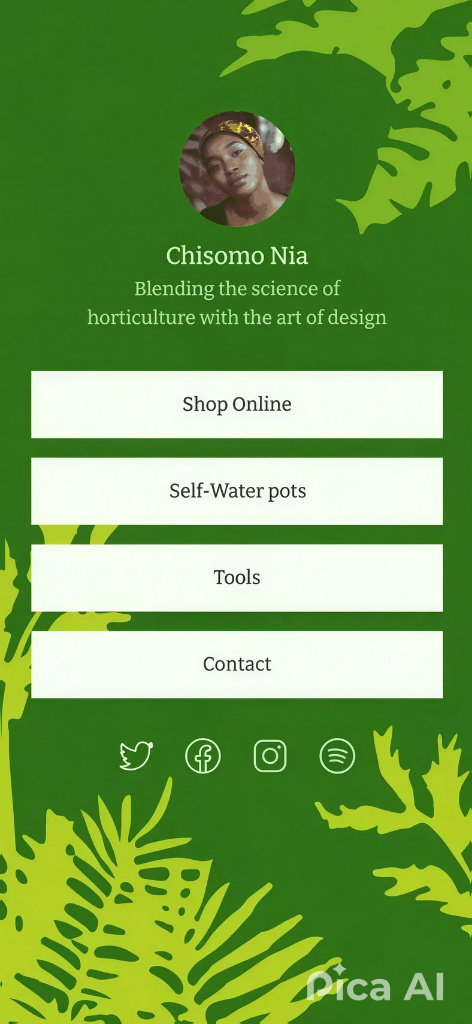 Chisomo Nia
Blending the science of
horticulture with the art of design
Shop Online
Self-Water pots
Tools
Contact
Pica AI